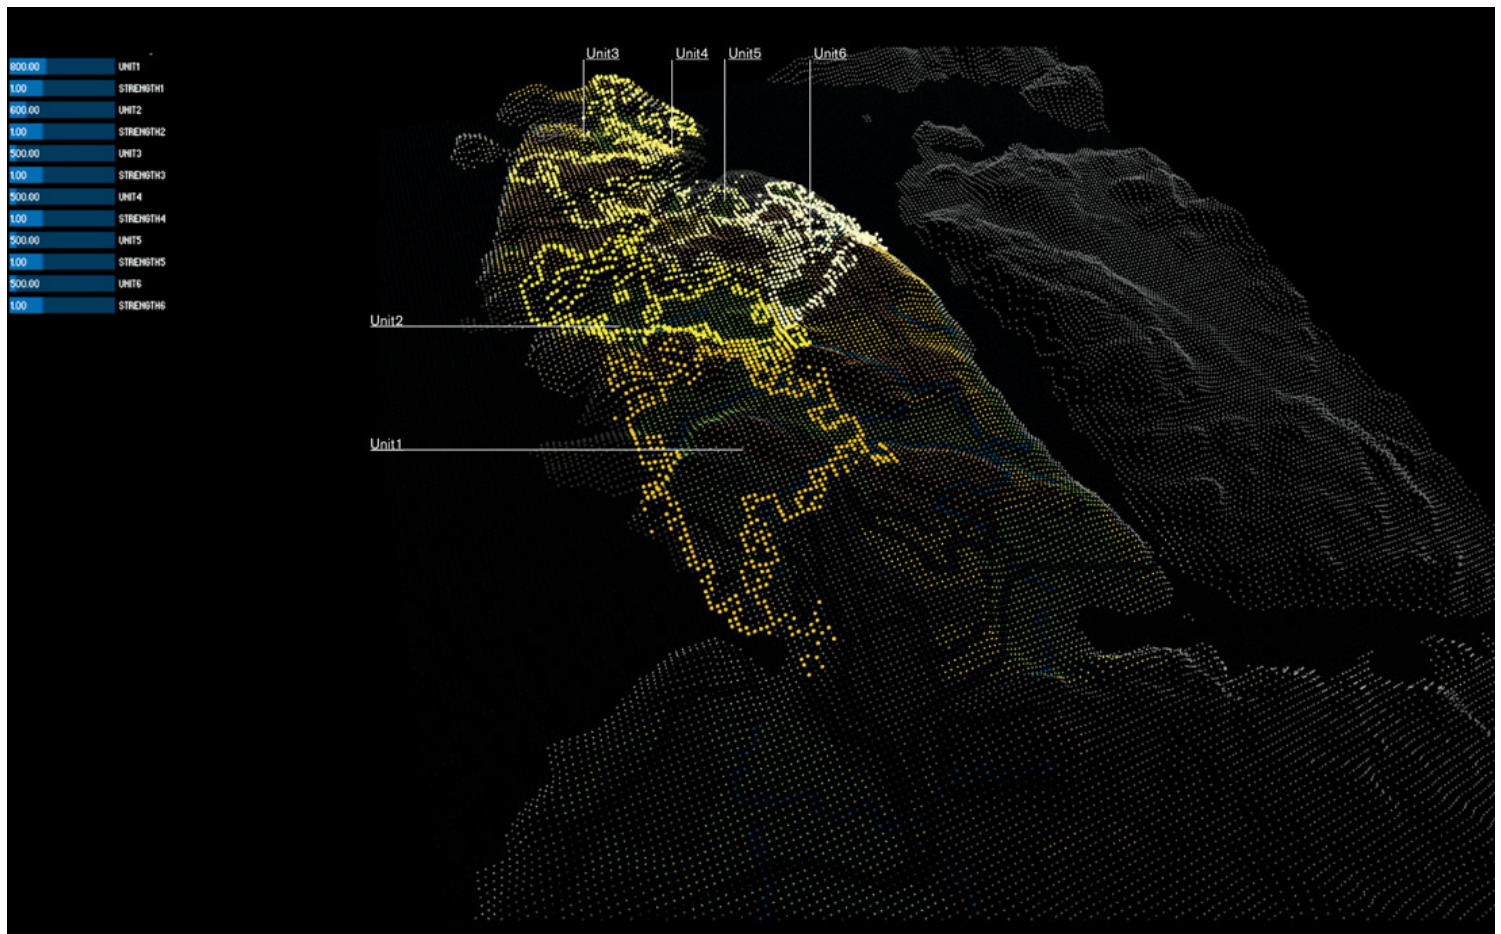 800.00 UNIT1
1.00 STRENGTH1
600.00 UNIT2
1.00 STRENGTH2
500.00 UNIT3
1.00 STRENGTH3
500.00 UNIT4
1.00 STRENGTH4
500.00 UNIT5
1.00 STRENGTH5
500.00 UNIT6
1.00 STRENGTH6
Unit3 Unit4 Unit5 Unit6
Unit2
Unit1